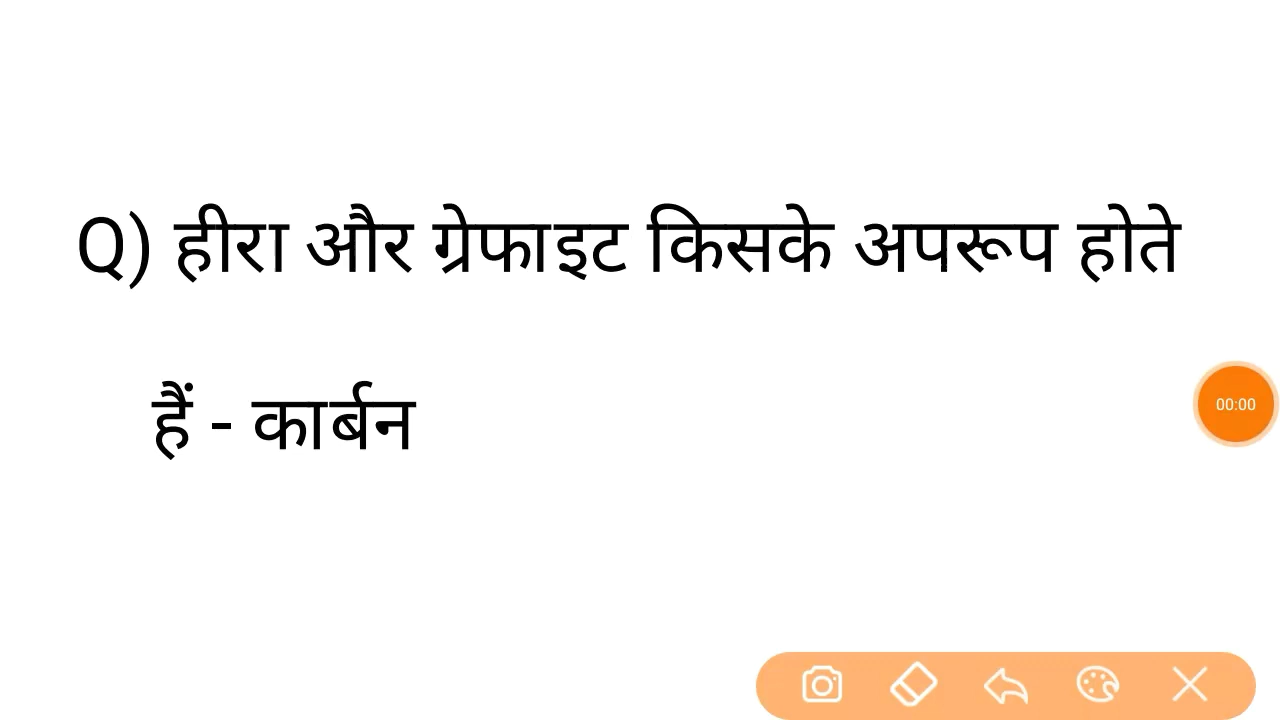 Q) हीरा और ग्रेफाइट किसके अपरूप होते
हैं - कार्बन
00:00